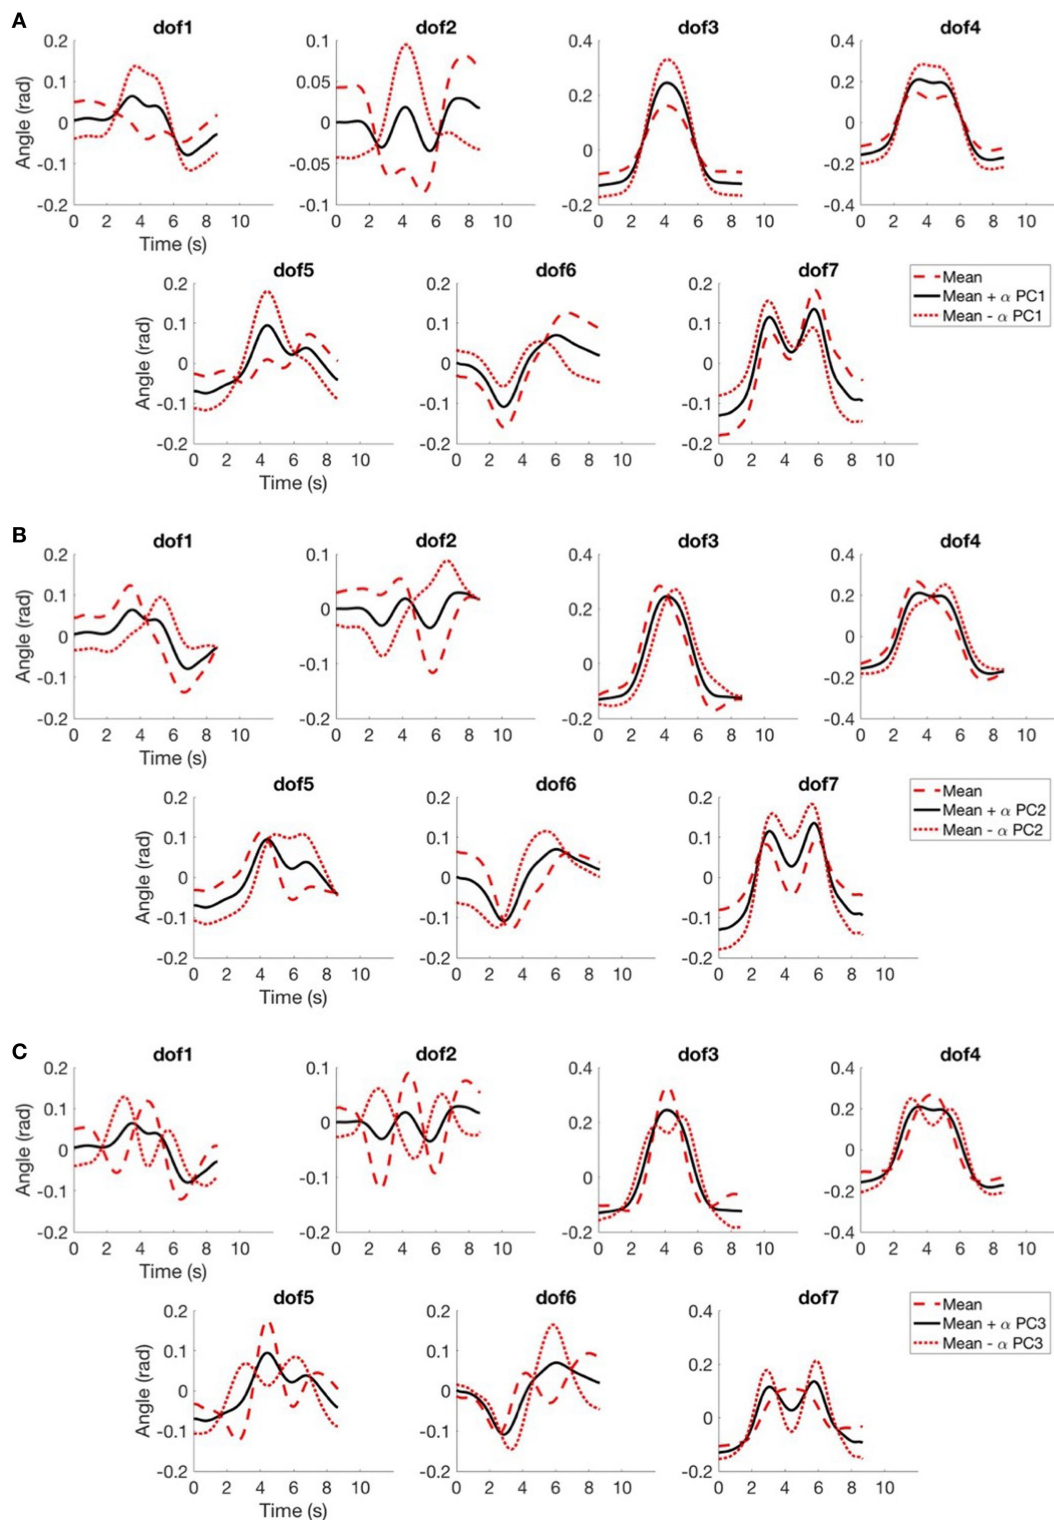 A
dof1 dof2 dof3 dof4
Angle (rad)
0.2 0.1 0 -0.1 -0.2
0.1 0.05 0 -0.05 -0.1
0.4 0.2 0 -0.2
0.4 0.2 0 -0.2 -0.4
0 2 4 6 8 10 0 2 4 6 8 10 0 2 4 6 8 10 0 2 4 6 8 10
Time (s)
dof5 dof6 dof7
Angle (rad)
0.2 0.1 0 -0.1 -0.2
0.2 0.1 0 -0.1 -0.2
0.2 0.1 0 -0.1 -0.2
0 2 4 6 8 10 0 2 4 6 8 10 0 2 4 6 8 10
Time (s)
Mean
Mean + α PC1
Mean - α PC1
B
dof1 dof2 dof3 dof4
Angle (rad)
0.2 0.1 0 -0.1 -0.2
0.1 0 -0.1 -0.2
0.4 0.2 0 -0.2
0.4 0.2 0 -0.2 -0.4
0 2 4 6 8 10 0 2 4 6 8 10 0 2 4 6 8 10 0 2 4 6 8 10
Time (s)
dof5 dof6 dof7
Angle (rad)
0.2 0.1 0 -0.1 -0.2
0.2 0.1 0 -0.1 -0.2
0.2 0.1 0 -0.1 -0.2
0 2 4 6 8 10 0 2 4 6 8 10 0 2 4 6 8 10
Time (s)
Mean
Mean + α PC2
Mean - α PC2
C
dof1 dof2 dof3 dof4
Angle (rad)
0.2 0.1 0 -0.1 -0.2
0.1 0 -0.1 -0.2
0.4 0.2 0 -0.2
0.4 0.2 0 -0.2 -0.4
0 2 4 6 8 10 0 2 4 6 8 10 0 2 4 6 8 10 0 2 4 6 8 10
Time (s)
dof5 dof6 dof7
Angle (rad)
0.2 0.1 0 -0.1 -0.2
0.2 0.1 0 -0.1 -0.2
0.4 0.2 0 -0.2
0 2 4 6 8 10 0 2 4 6 8 10 0 2 4 6 8 10
Time (s)
Mean
Mean + α PC3
Mean - α PC3